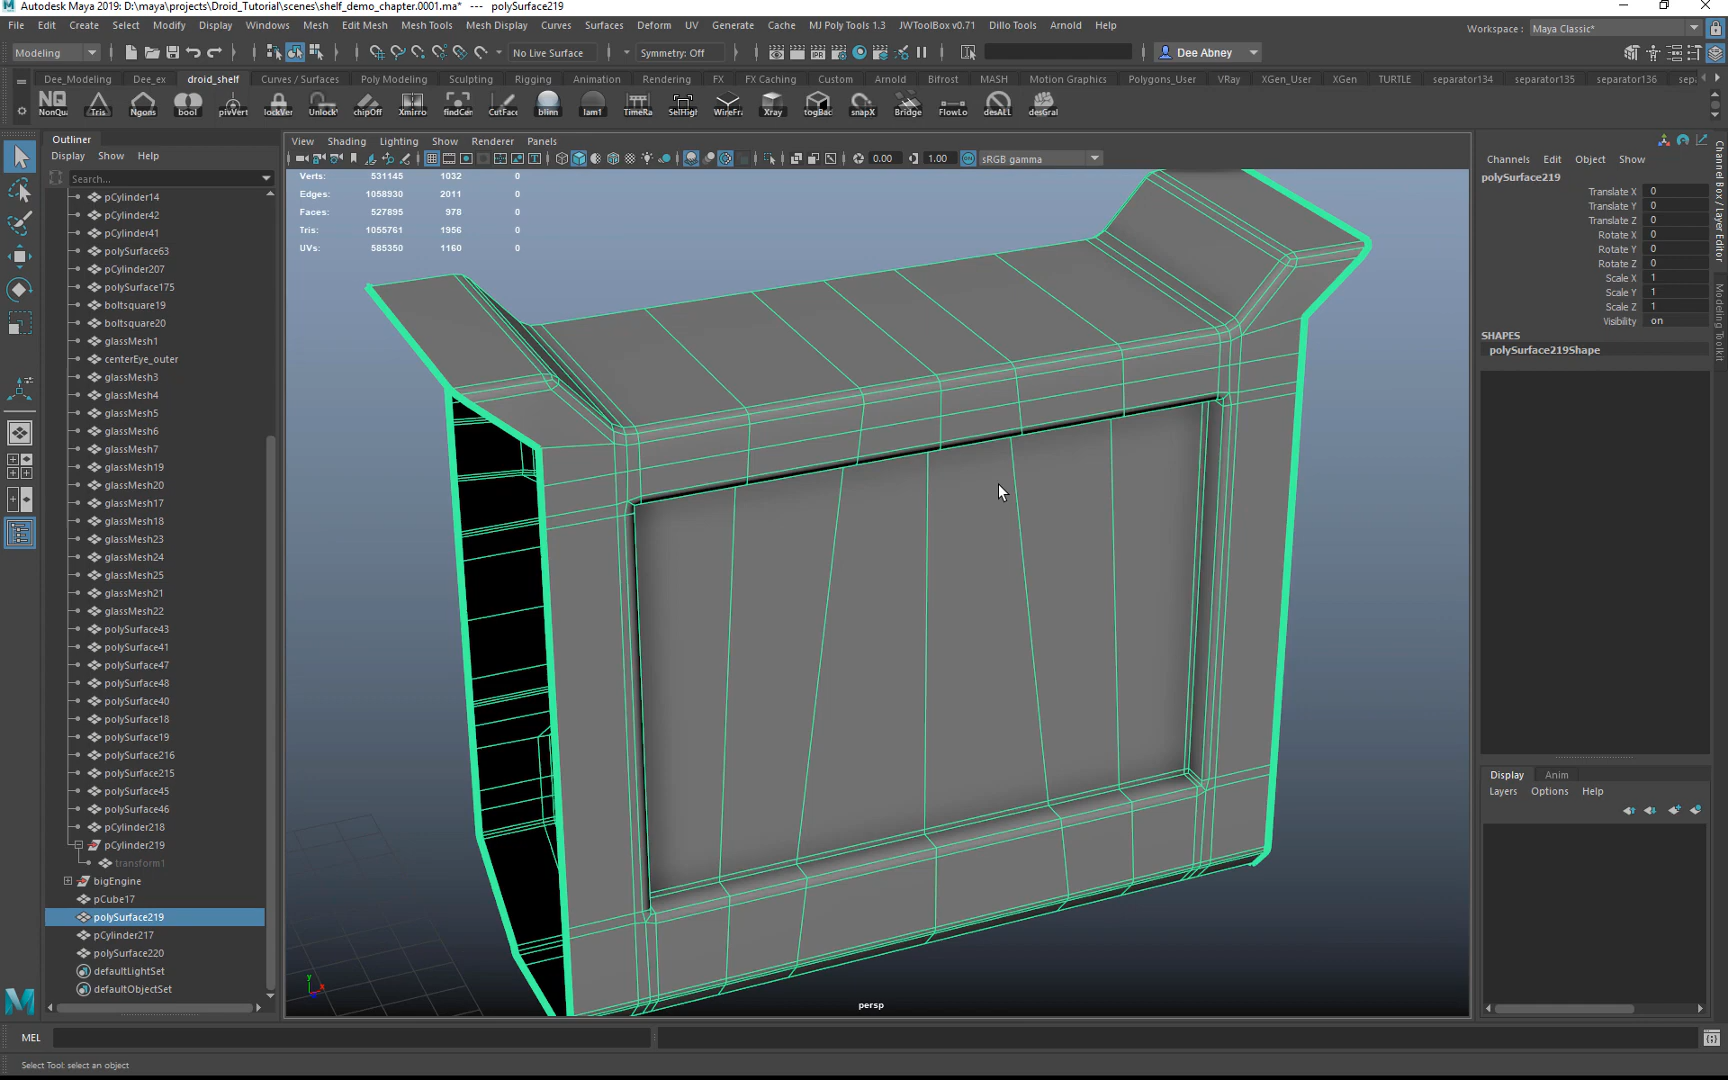 Autodesk Maya 2019: D:\maya\projects\Droid_Tutorial\scenes\shelf_demo_chapter.0001.ma* --- polySurface219
File Edit Create Select Modify Display Windows Mesh Edit Mesh Mesh Tools Mesh Display Curves Surfaces Deform UV Generate Cache MJ Poly Tools 1.3 JWToolBox v0.71 Dillo Tools Arnold Help
Workspace : Maya Classic*
Modeling No Live Surface Symmetry: Off Dee Abney
Dee_Modeling Dee_ex droid_shelf Curves / Surfaces Poly Modeling Sculpting Rigging Animation Rendering FX FX Caching Custom Arnold Bifrost MASH Motion Graphics Polygons_User VRay XGen_User XGen TURTLE separator134 separator135 separator136
NQ
NonQu Tris Ngons bool pivVert lockVer Unlock chipOff Xmirro findCen CutFace blinn lam1 TimeRa SelHigh WireFr Xray togBac snapX Bridge FlowLo desALL desGral
Outliner
Display Show Help
Search...
pCylinder14
pCylinder42
pCylinder41
polySurface63
pCylinder207
polySurface175
boltsquare19
boltsquare20
glassMesh1
centerEye_outer
glassMesh3
glassMesh4
glassMesh5
glassMesh6
glassMesh7
glassMesh19
glassMesh20
glassMesh17
glassMesh18
glassMesh23
glassMesh24
glassMesh25
glassMesh21
glassMesh22
polySurface43
polySurface41
polySurface47
polySurface48
polySurface40
polySurface18
polySurface19
polySurface216
polySurface215
polySurface45
polySurface46
pCylinder218
pCylinder219
transform1
bigEngine
pCube17
polySurface219
pCylinder217
polySurface220
defaultLightSet
defaultObjectSet
View Shading Lighting Show Renderer Panels
0.00 1.00 sRGB gamma
Verts: 531145 1032 0
Edges: 1058930 2011 0
Faces: 527895 978 0
Tris: 1055761 1956 0
UVs: 585350 1160 0
persp
Channels Edit Object Show
polySurface219
Translate X 0
Translate Y 0
Translate Z 0
Rotate X 0
Rotate Y 0
Rotate Z 0
Scale X 1
Scale Y 1
Scale Z 1
Visibility on
SHAPES
polySurface219Shape
Channel Box / Layer Editor
Modeling Toolkit
Display Anim
Layers Options Help
MEL
Select Tool: select an object